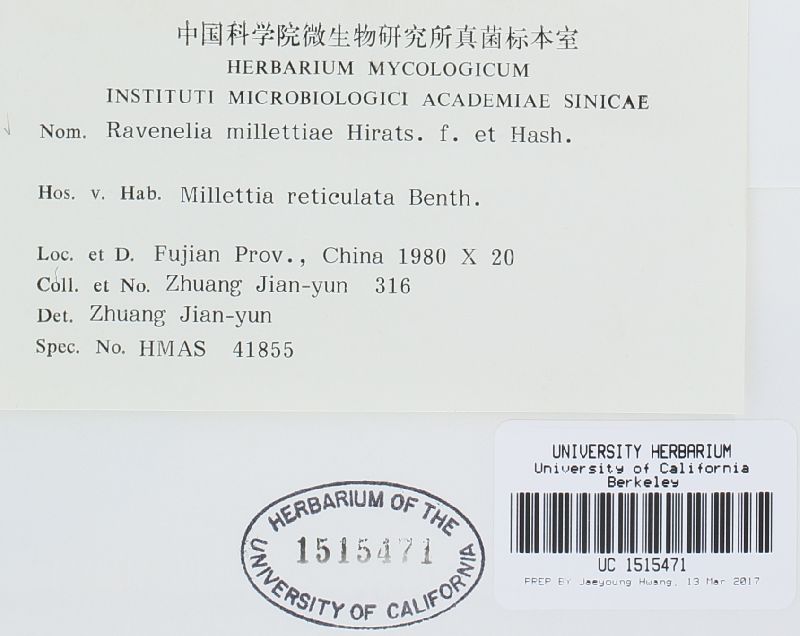 中国科学院微生物研究所真菌标本室
HERBARIUM MYCOLOGICUM
INSTITUTI MICROBIOLOGICI ACADEMIAE SINICAE
Nom. Ravenelia millettiae Hirats. f. et Hash.
Hos. v. Hab. Millettia reticulata Benth.
Loc. et D. Fujian Prov., China 1980 X 20
Coll. et No. Zhuang Jian-yun 316
Det. Zhuang Jian-yun
Spec. No. HMAS 41855
UNIVERSITY HERBARIUM
University of California
Berkeley
UC 1515471
PREP BY Jaeyoung Hwang, 13 Mar 2017
HERBARIUM OF THE
1515471
UNIVERSITY OF CALIFORNIA